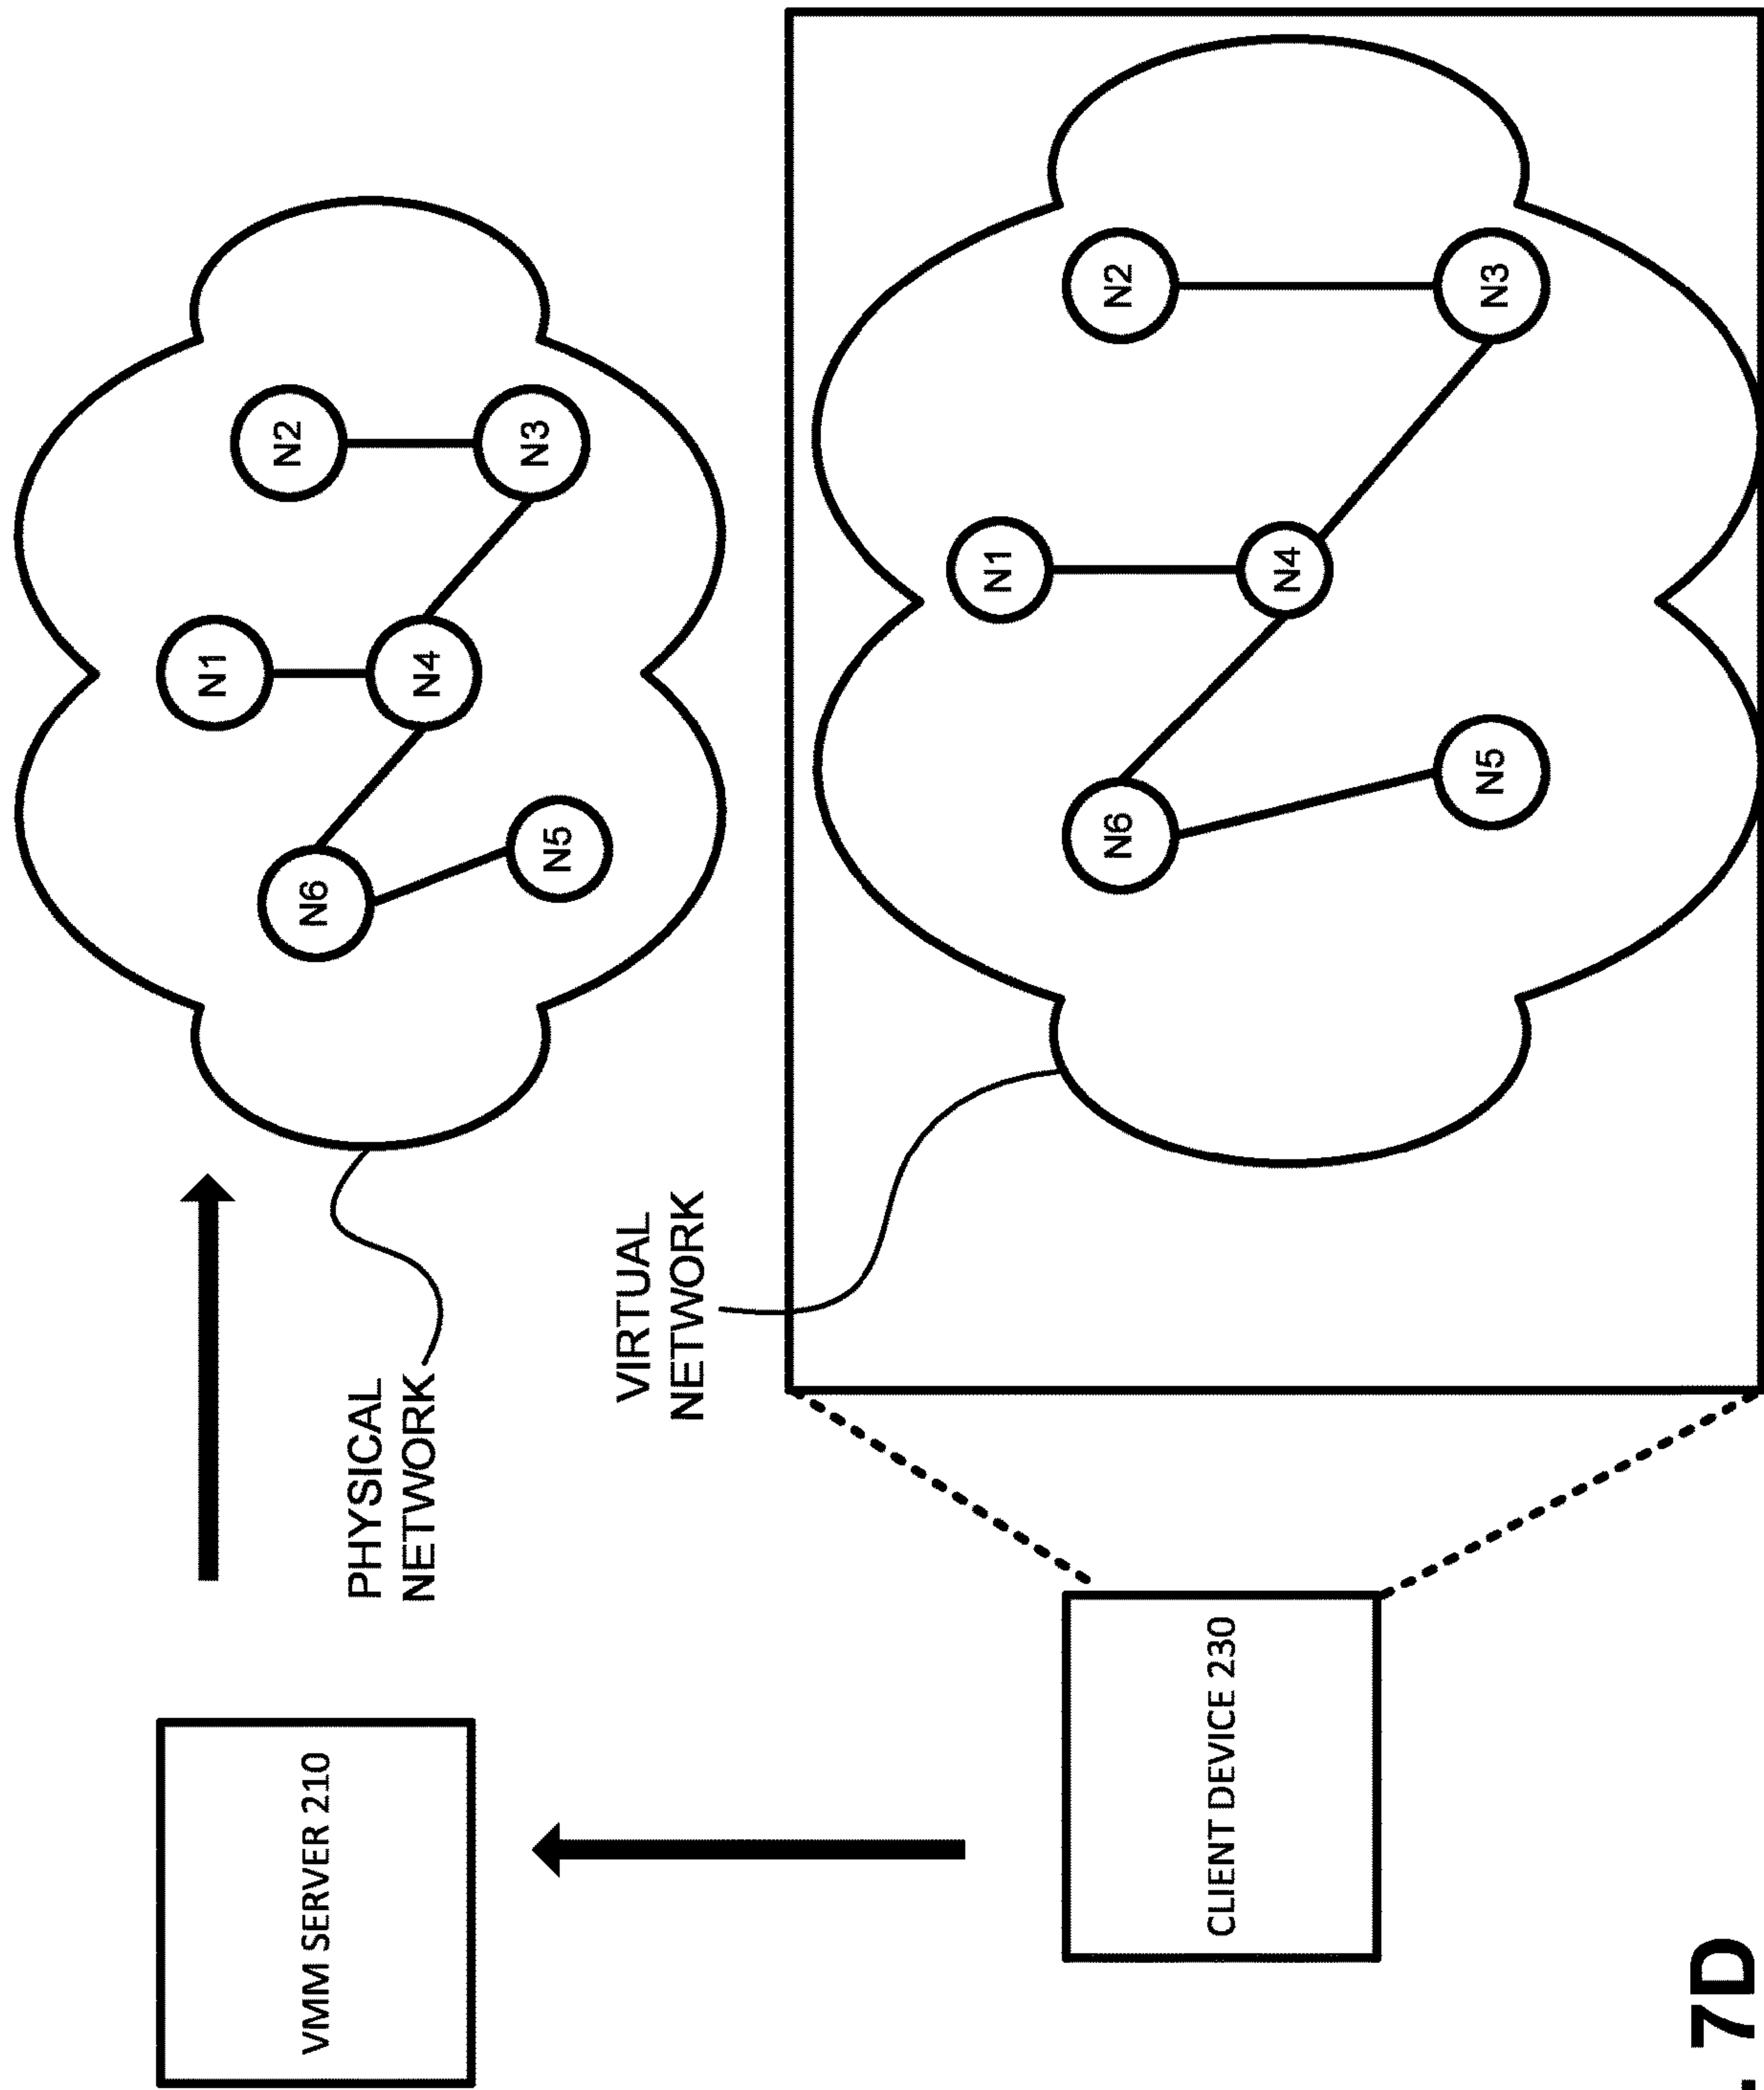 VMM SERVER 210
PHYSICAL
NETWORK
N1
N6
N2
N4
N5
N3
VIRTUAL
NETWORK
CLIENT DEVICE 230
N1
N6
N2
N4
N5
N3
. 7D